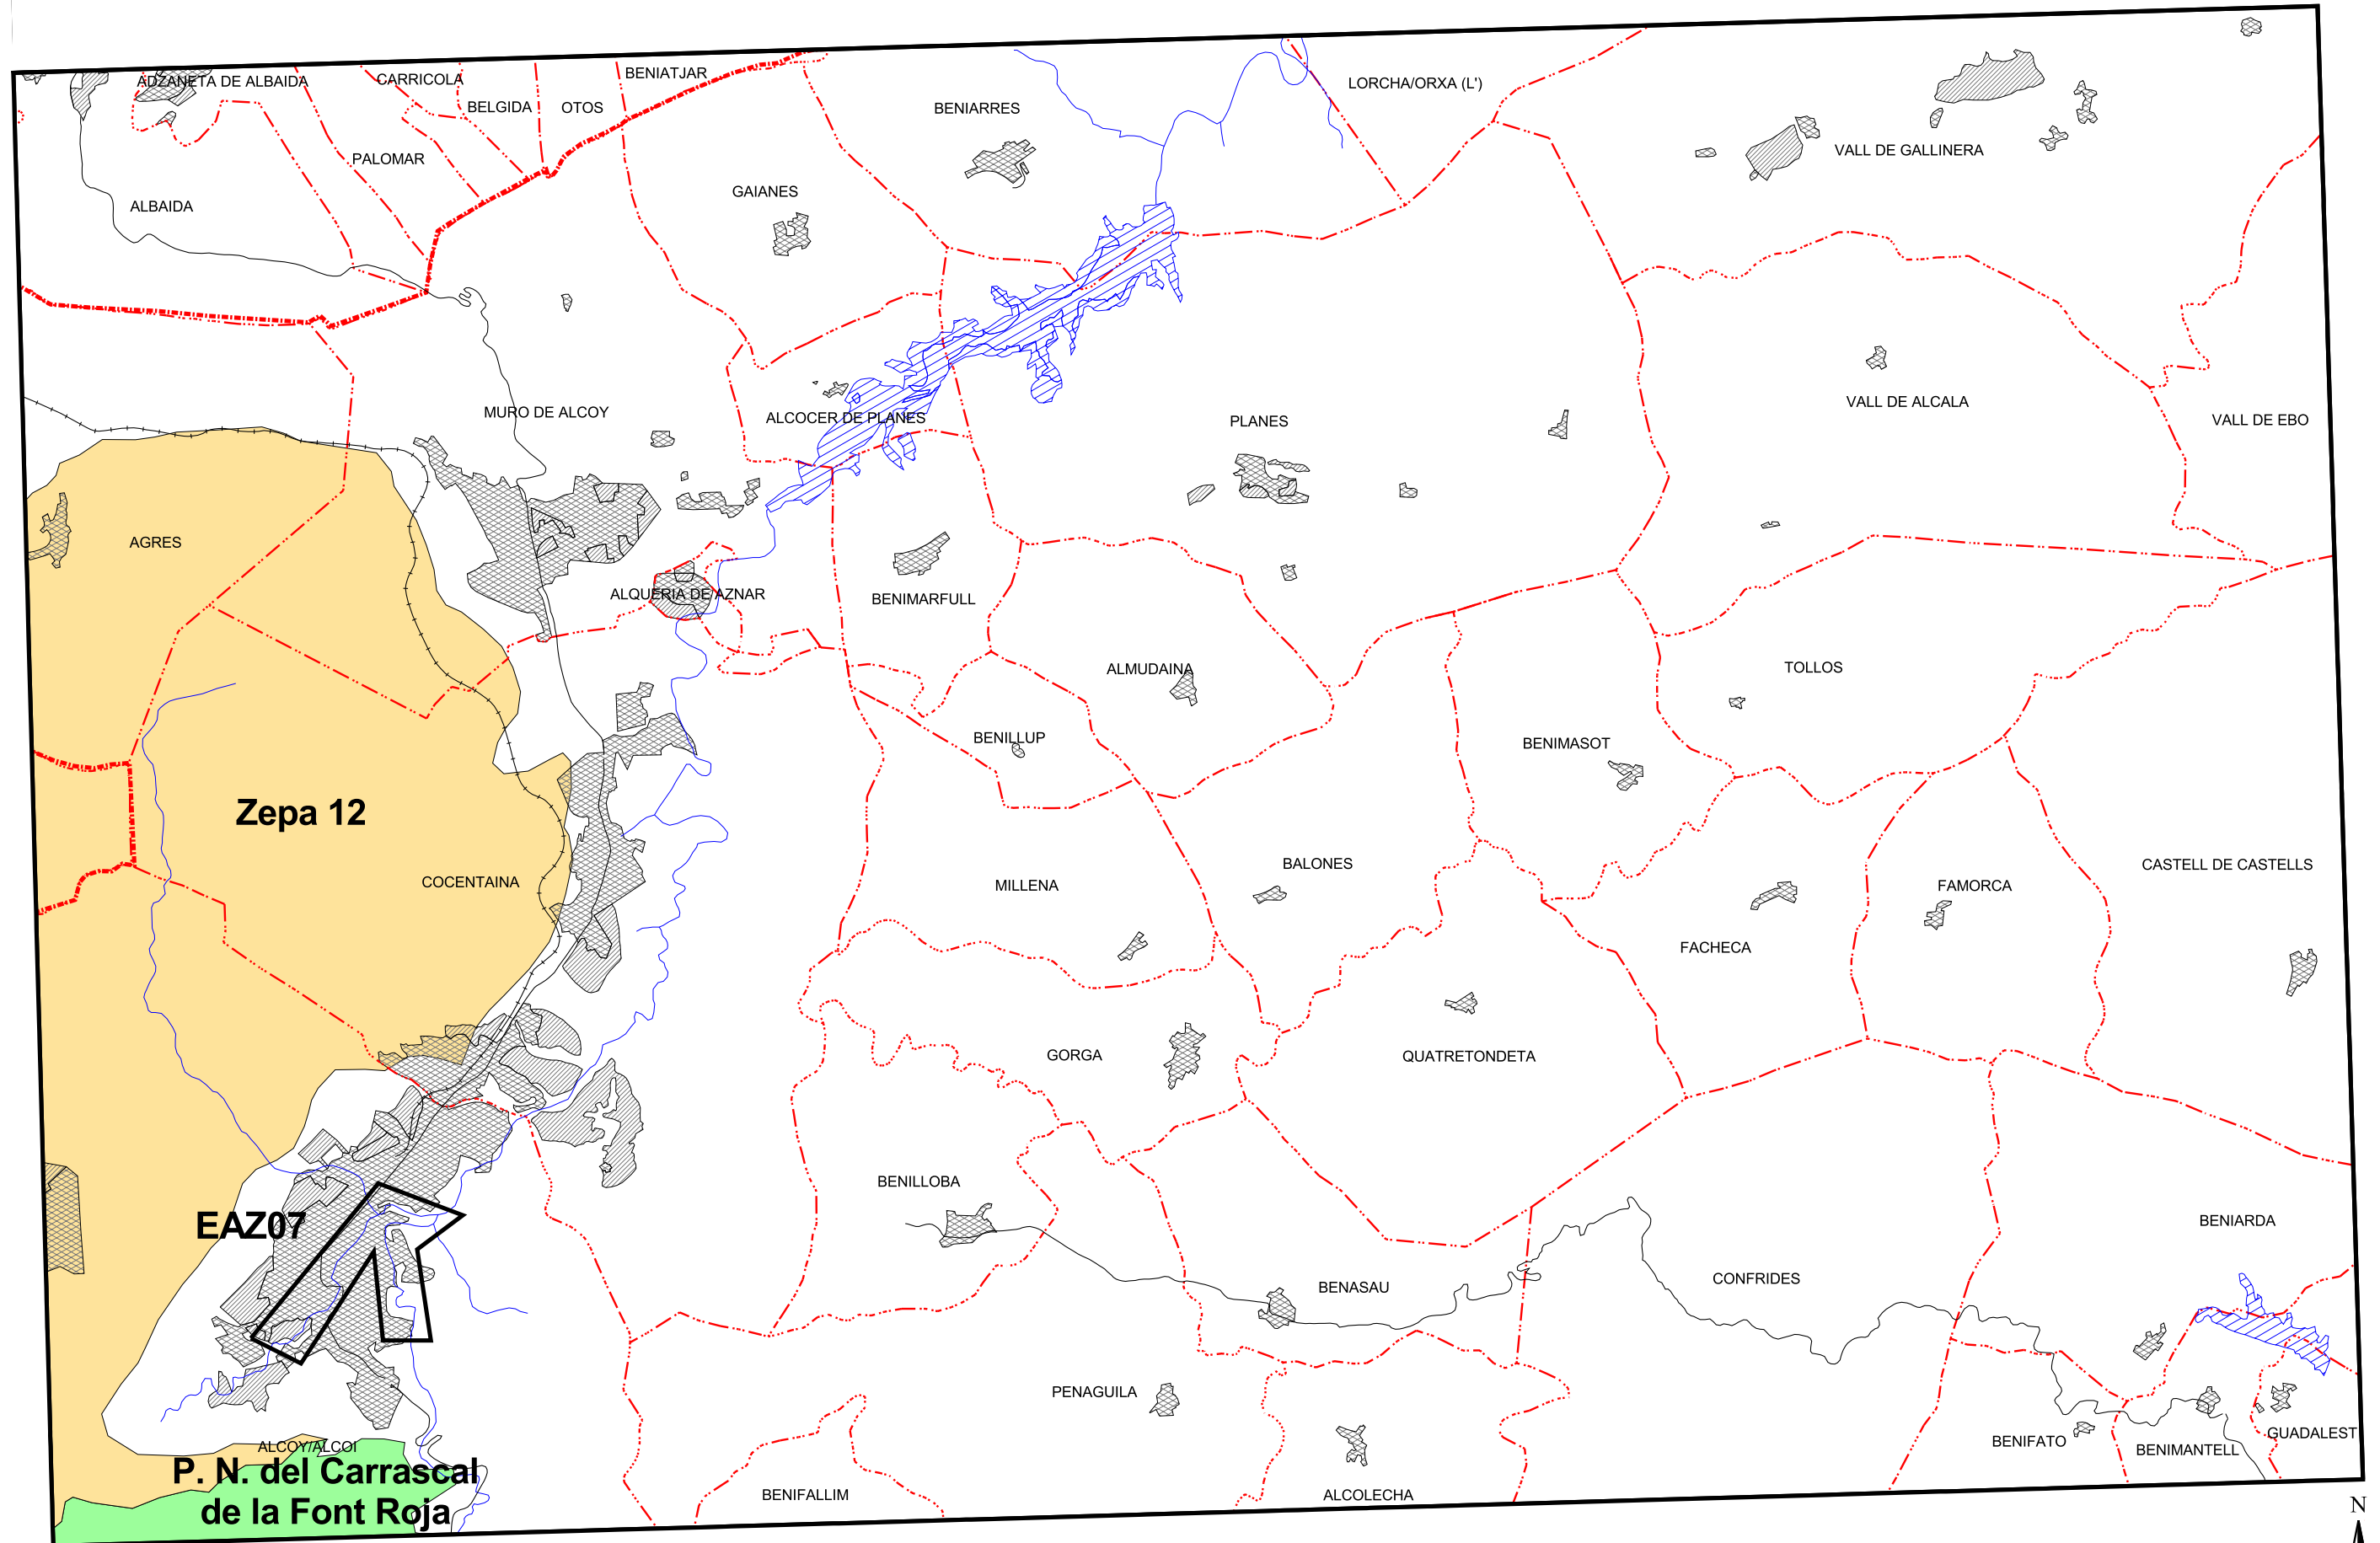 BENIATJAR
ADZANETA DE ALBAIDA
CARRICOLA
LORCHA/ORXA (L')
BELGIDA
OTOS
BENIARRES
VALL DE GALLINERA
PALOMAR
GAIANES
ALBAIDA
VALL DE ALCALA
MURO DE ALCOY
ALCOCER DE PLANES
PLANES
VALL DE EBO
AGRES
ALQUERIA DE AZNAR
BENIMARFULL
ALMUDAINA
TOLLOS
BENILLUP
BENIMASOT
Zepa 12
BALONES
CASTELL DE CASTELLS
COCENTAINA
MILLENA
FAMORCA
FACHECA
GORGA
QUATRETONDETA
BENILLOBA
EAZ07
BENIARDA
CONFRIDES
BENASAU
PENAGUILA
GUADALEST
BENIFATO
ALCOY/ALCOI
BENIMANTELL
P. N. del Carrascal
de la Font Roja
BENIFALLIM
ALCOLECHA
N